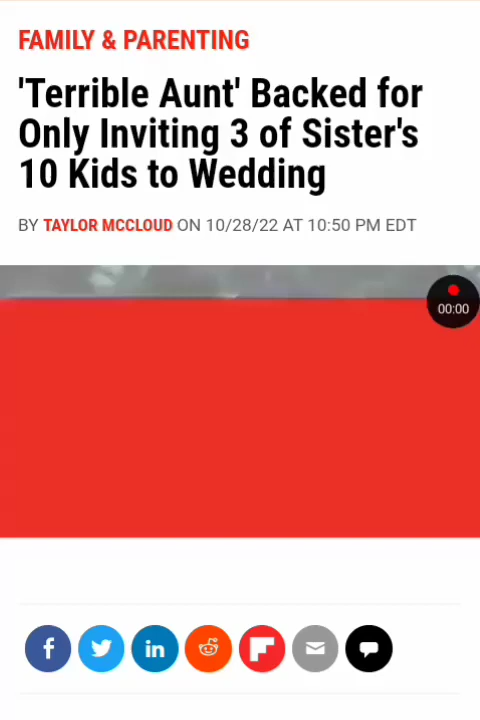 FAMILY & PARENTING
'Terrible Aunt' Backed for
Only Inviting 3 of Sister's
10 Kids to Wedding
BY TAYLOR MCCLOUD ON 10/28/22 AT 10:50 PM EDT
00:00
f
in